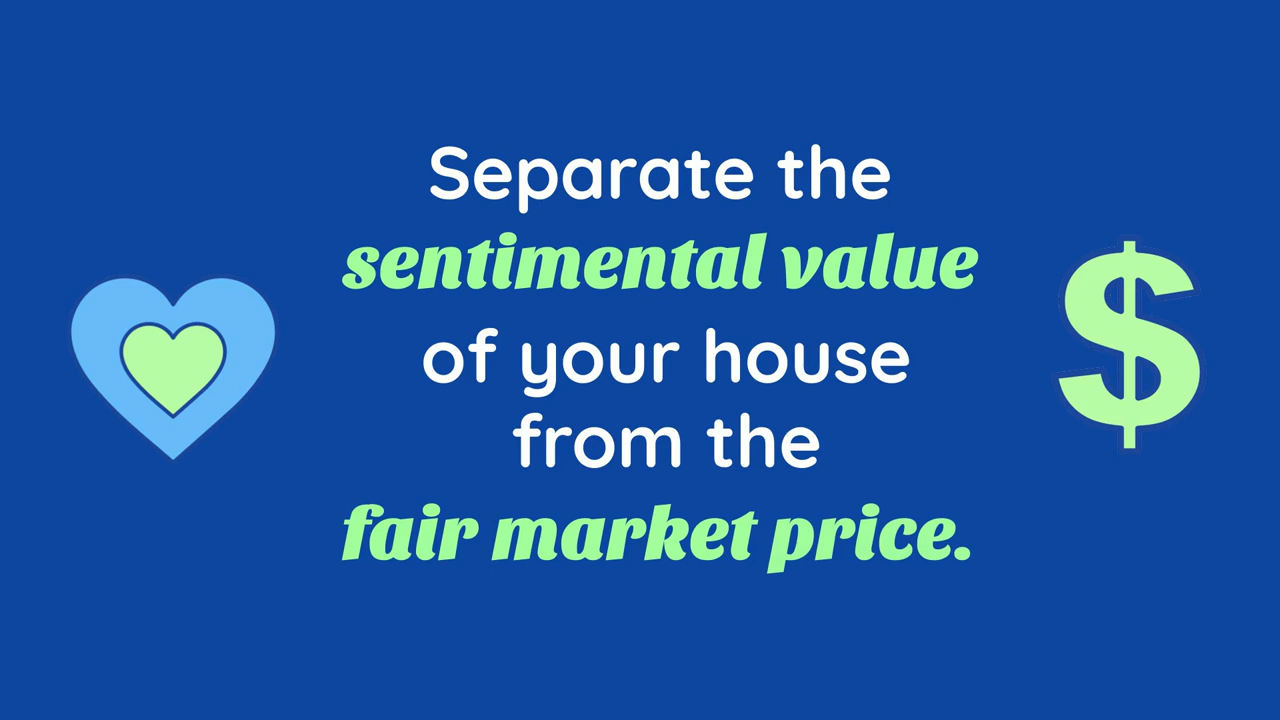 Separate the
sentimental value
of your house
from the
fair market price.
$